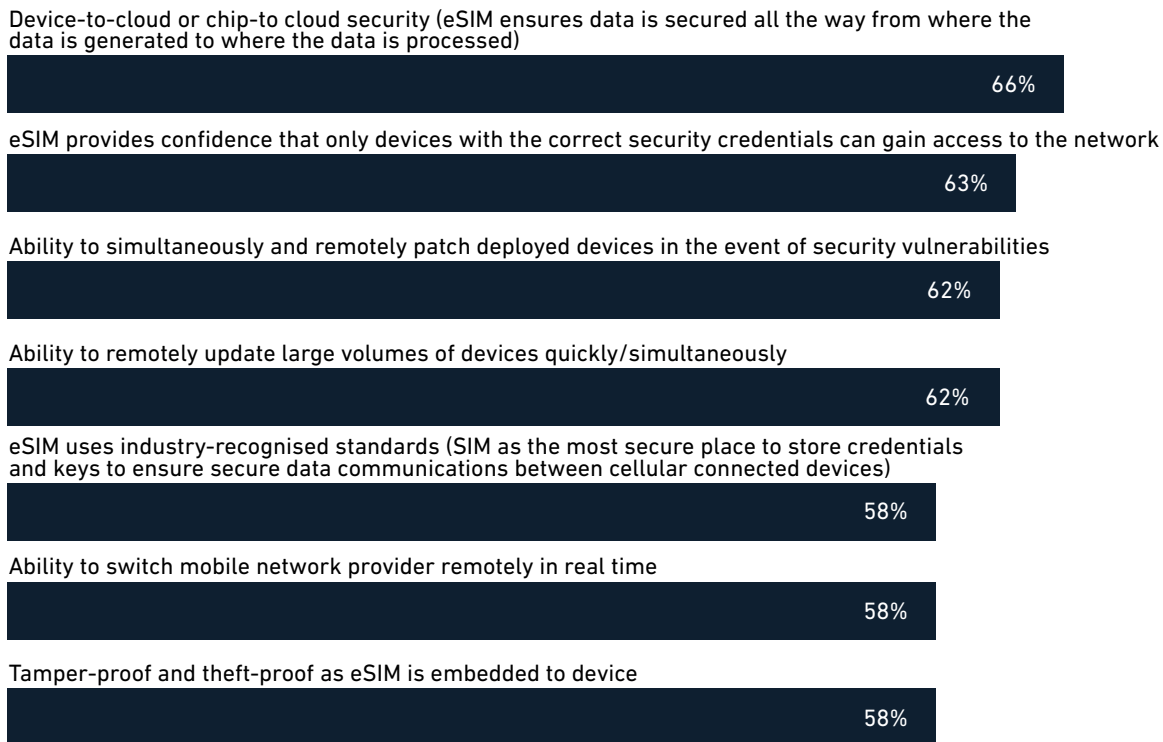 Device-to-cloud or chip-to cloud security (eSIM ensures data is secured all the way from where the
data is generated to where the data is processed)
66%
eSIM provides confidence that only devices with the correct security credentials can gain access to the network
63%
Ability to simultaneously and remotely patch deployed devices in the event of security vulnerabilities
62%
Ability to remotely update large volumes of devices quickly/simultaneously
62%
eSIM uses industry-recognised standards (SIM as the most secure place to store credentials
and keys to ensure secure data communications between cellular connected devices)
58%
Ability to switch mobile network provider remotely in real time
58%
Tamper-proof and theft-proof as eSIM is embedded to device
58%